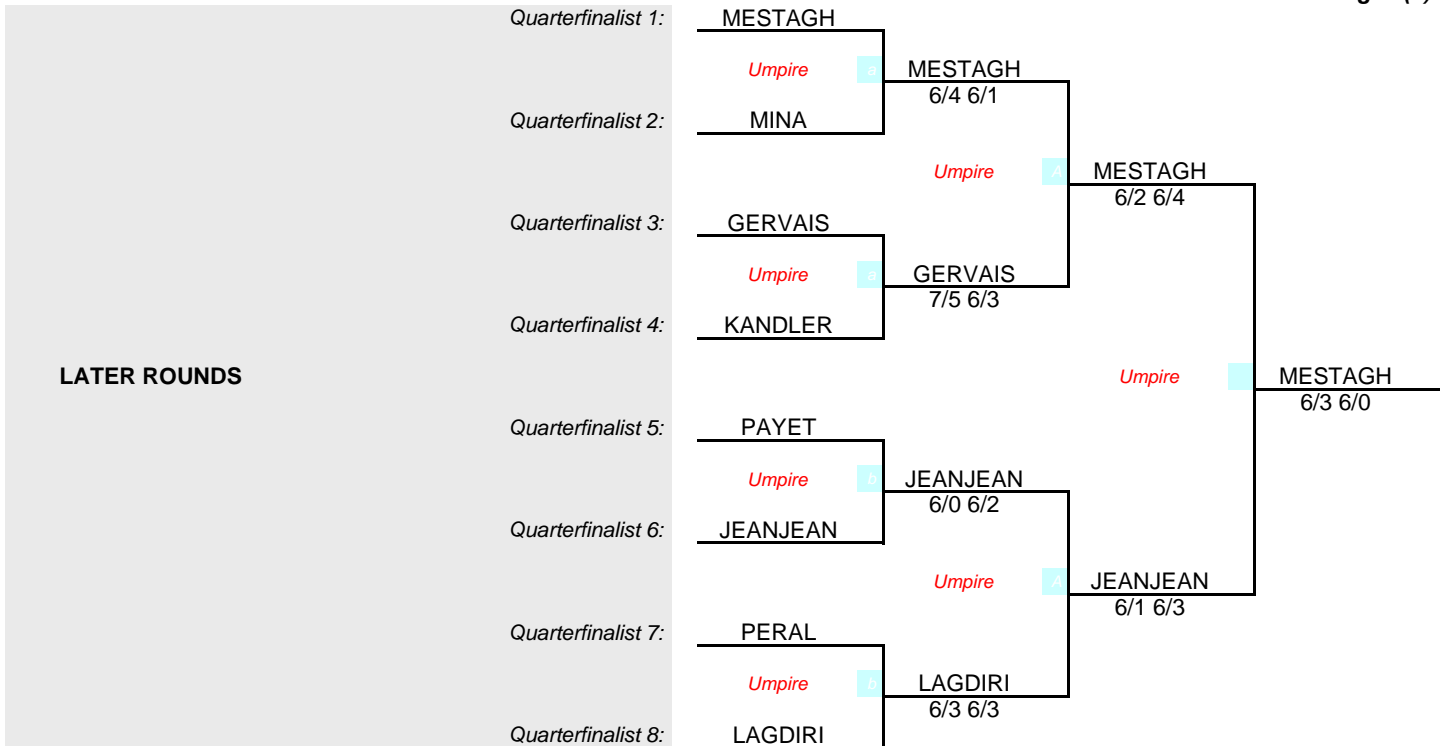 Quarterfinalist 1: MESTAGH
Umpire a MESTAGH
6/4 6/1
Quarterfinalist 2: MINA
Umpire A MESTAGH
6/2 6/4
Quarterfinalist 3: GERVAIS
Umpire a GERVAIS
7/5 6/3
Quarterfinalist 4: KANDLER
LATER ROUNDS Umpire MESTAGH
6/3 6/0
Quarterfinalist 5: PAYET
Umpire b JEANJEAN
6/0 6/2
Quarterfinalist 6: JEANJEAN
Umpire A JEANJEAN
6/1 6/3
Quarterfinalist 7: PERAL
Umpire b LAGDIRI
6/3 6/3
Quarterfinalist 8: LAGDIRI